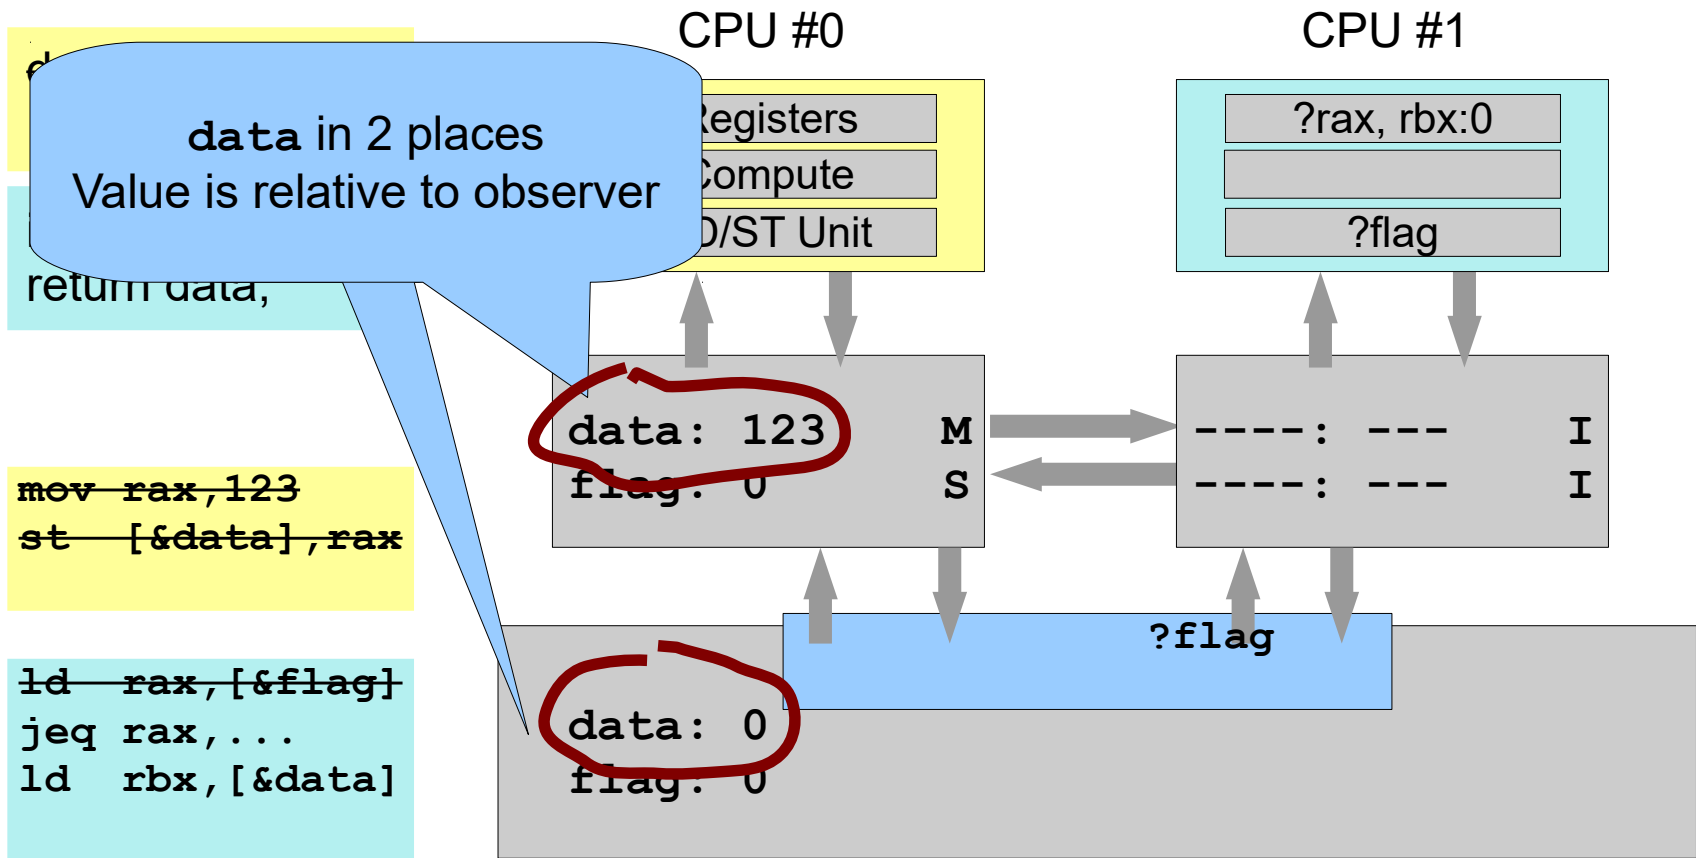 CPU #0
CPU #1
data in 2 places
Value is relative to observer
Registers
Compute
LD/ST Unit
?rax, rbx:0
?flag
return data;
data: 123 M
flag: 0 S
----: --- I
----: --- I
mov rax,123
st [&data],rax
?flag
ld rax,[&flag]
jeq rax,...
ld rbx,[&data]
data: 0
flag: 0